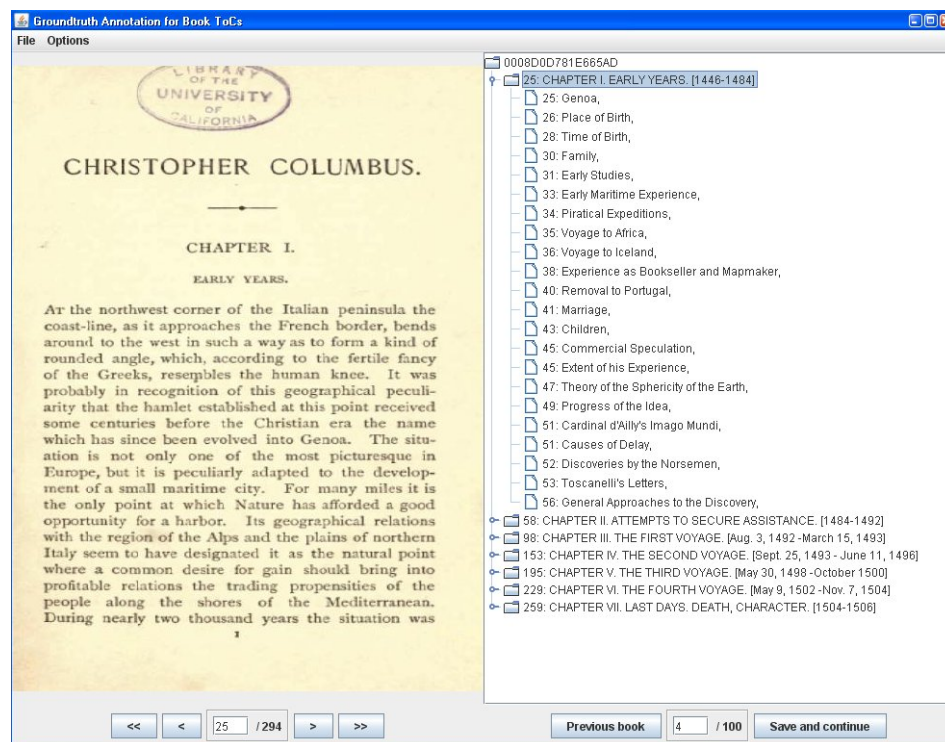 Groundtruth Annotation for Book ToCs
File Options
LIBRARY
OF THE
UNIVERSITY
OF
CALIFORNIA
CHRISTOPHER COLUMBUS.
CHAPTER I.
EARLY YEARS.
AT the northwest corner of the Italian peninsula the
coast-line, as it approaches the French border, bends
around to the west in such a way as to form a kind of
rounded angle, which, according to the fertile fancy
of the Greeks, resembles the human knee. It was
probably in recognition of this geographical peculi-
arity that the hamlet established at this point received
some centuries before the Christian era the name
which has since been evolved into Genoa. The situ-
ation is not only one of the most picturesque in
Europe, but it is peculiarly adapted to the develop-
ment of a small maritime city. For many miles it is
the only point at which Nature has afforded a good
opportunity for a harbor. Its geographical relations
with the region of the Alps and the plains of northern
Italy seem to have designated it as the natural point
where a common desire for gain should bring into
profitable relations the trading propensities of the
people along the shores of the Mediterranean.
During nearly two thousand years the situation was
1
<< < 25 / 294 > >>
0008D0D781E665AD
25: CHAPTER I. EARLY YEARS. [1446-1484]
25: Genoa,
26: Place of Birth,
28: Time of Birth,
30: Family,
31: Early Studies,
33: Early Maritime Experience,
34: Piratical Expeditions,
35: Voyage to Africa,
36: Voyage to Iceland,
38: Experience as Bookseller and Mapmaker,
40: Removal to Portugal,
41: Marriage,
43: Children,
45: Commercial Speculation,
45: Extent of his Experience,
47: Theory of the Sphericity of the Earth,
49: Progress of the Idea,
51: Cardinal d'Ailly's Imago Mundi,
51: Causes of Delay,
52: Discoveries by the Norsemen,
53: Toscanelli's Letters,
56: General Approaches to the Discovery,
58: CHAPTER II. ATTEMPTS TO SECURE ASSISTANCE. [1484-1492]
98: CHAPTER III. THE FIRST VOYAGE. [Aug. 3, 1492 -March 15, 1493]
153: CHAPTER IV. THE SECOND VOYAGE. [Sept. 25, 1493 - June 11, 1496]
195: CHAPTER V. THE THIRD VOYAGE. [May 30, 1498 -October 1500]
229: CHAPTER VI. THE FOURTH VOYAGE. [May 9, 1502 -Nov. 7, 1504]
259: CHAPTER VII. LAST DAYS. DEATH, CHARACTER. [1504-1506]
Previous book 4 / 100 Save and continue